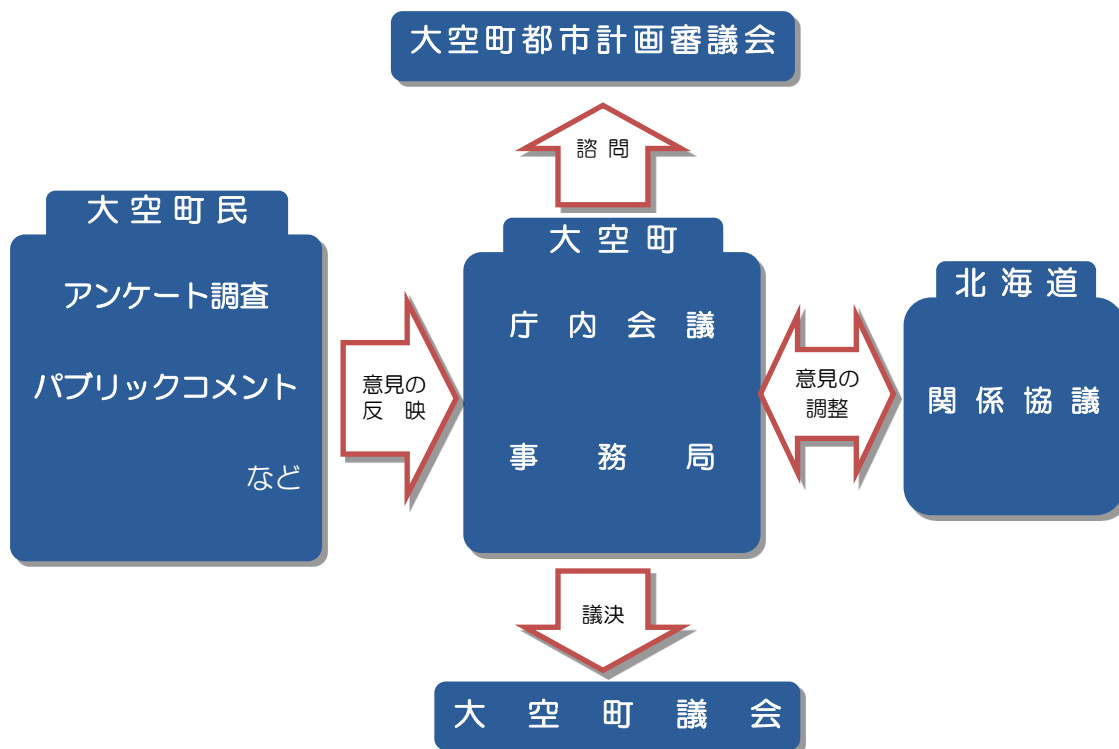 大空町都市計画審議会
諮問
大空町民
アンケート調査
パブリックコメント
など
意見の
反映
大空町
庁内会議
事務局
意見の
調整
北海道
関係協議
議決
大空町議会